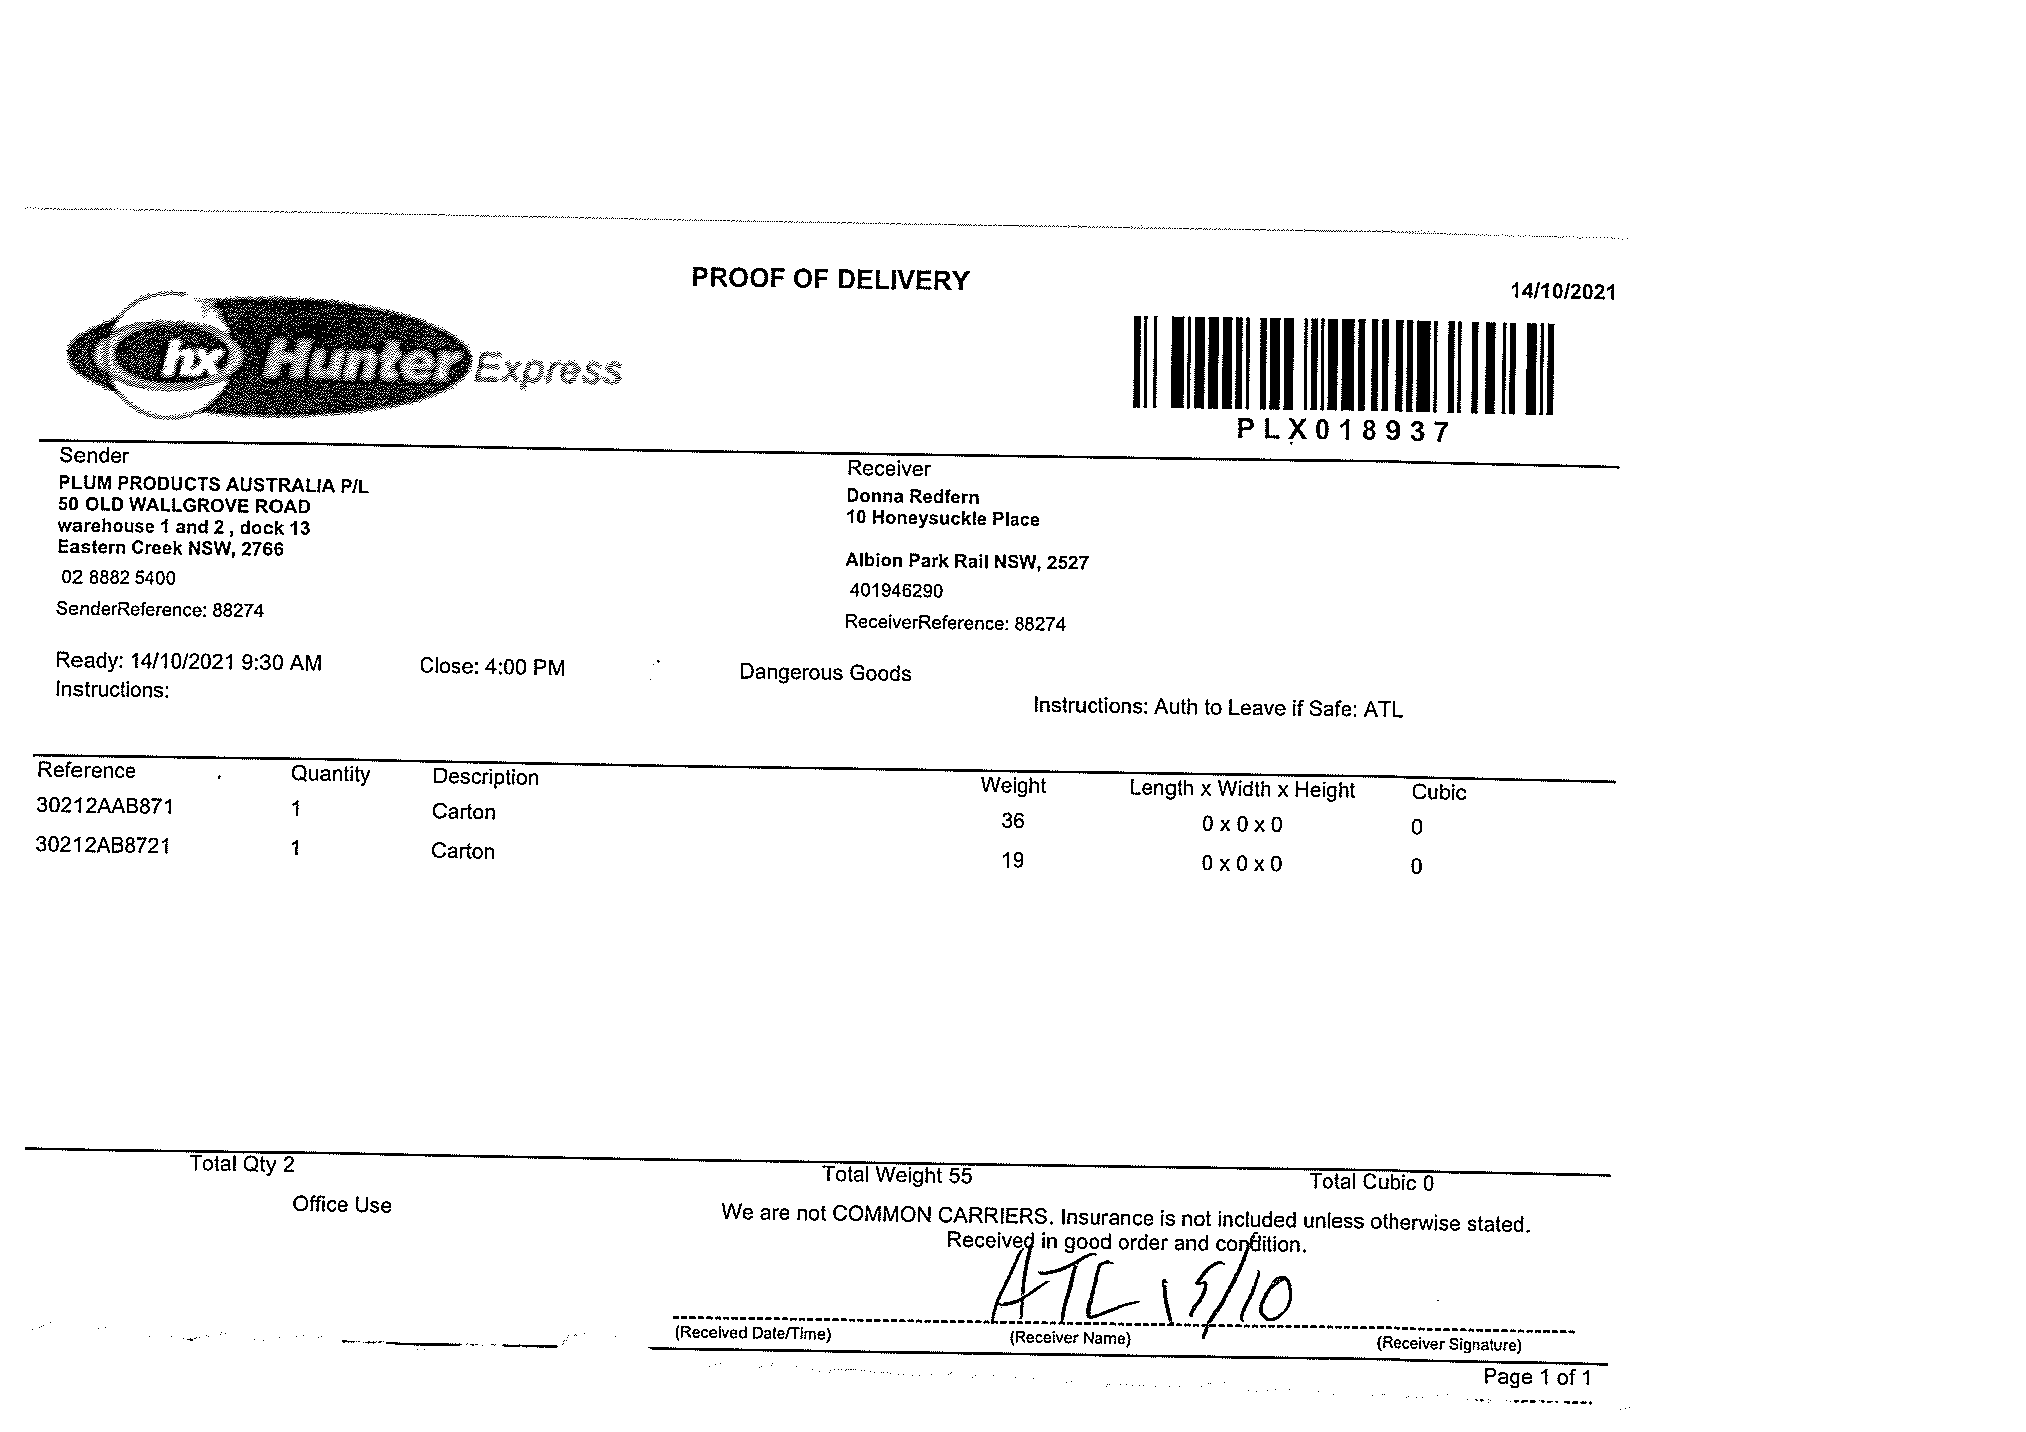 PROOF OF DELIVERY
14/10/2021
hx Hunter Express
PLX018937
Sender
PLUM PRODUCTS AUSTRALIA P/L
50 OLD WALLGROVE ROAD
warehouse 1 and 2 , dock 13
Eastern Creek NSW, 2766
02 8882 5400
SenderReference: 88274
Receiver
Donna Redfern
10 Honeysuckle Place
Albion Park Rail NSW, 2527
401946290
ReceiverReference: 88274
Ready: 14/10/2021 9:30 AM Close: 4:00 PM Dangerous Goods
Instructions:
Instructions: Auth to Leave if Safe: ATL
Reference Quantity Description Weight Length x Width x Height Cubic
30212AAB871 1 Carton 36 0 x 0 x 0 0
30212AB8721 1 Carton 19 0 x 0 x 0 0
Total Qty 2 Total Weight 55 Total Cubic 0
Office Use
We are not COMMON CARRIERS. Insurance is not included unless otherwise stated.
Received in good order and condition.
ATL 15/10
(Received Date/Time) (Receiver Name) (Receiver Signature)
Page 1 of 1